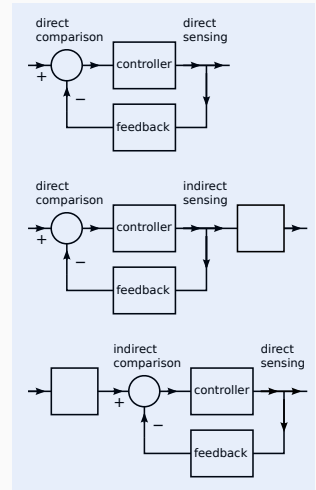 direct
comparison
direct
sensing
controller
+
−
feedback
direct
comparison
indirect
sensing
controller
+
−
feedback
indirect
comparison
direct
sensing
controller
+
−
feedback